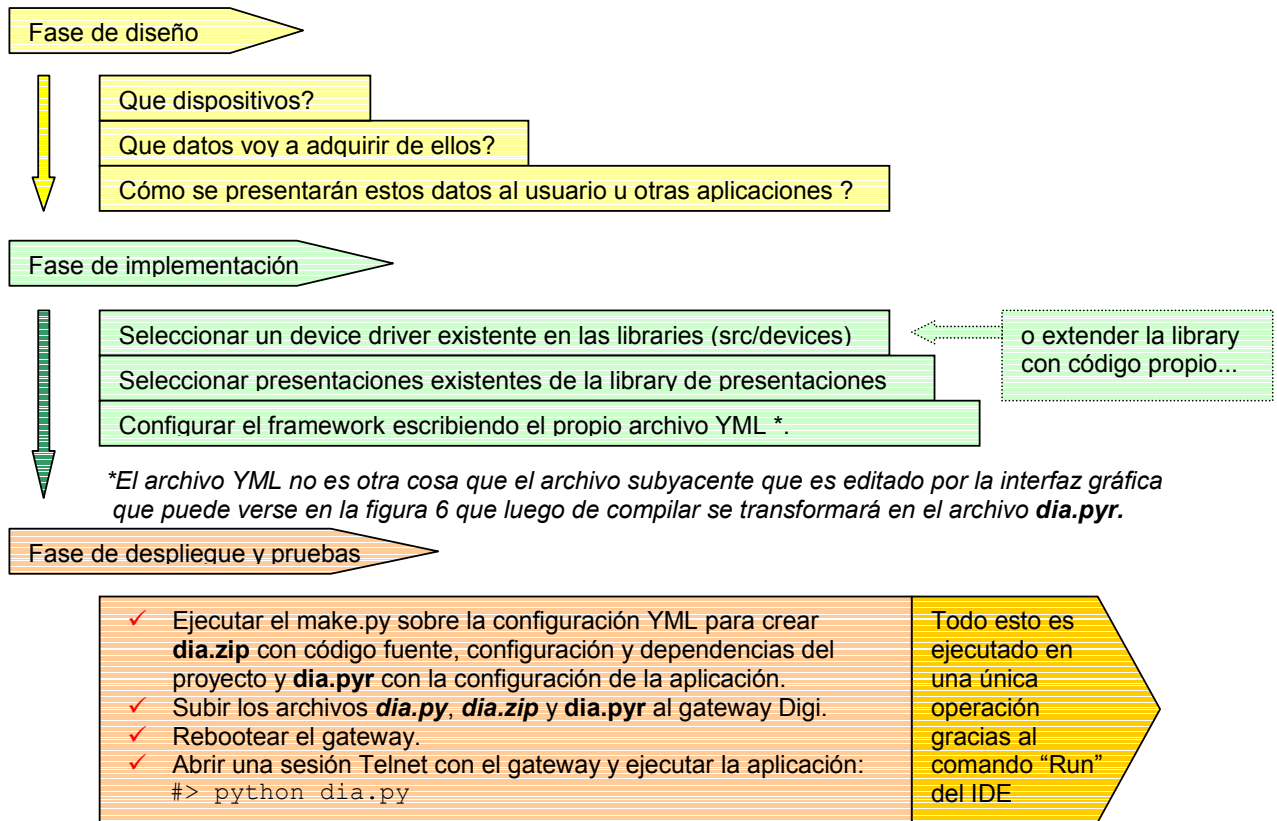 Fase de diseño
Que dispositivos?
Que datos voy a adquirir de ellos?
Cómo se presentarán estos datos al usuario u otras aplicaciones ?
Fase de implementación
Seleccionar un device driver existente en las libraries (src/devices)
o extender la library
con código propio...
Seleccionar presentaciones existentes de la library de presentaciones
Configurar el framework escribiendo el propio archivo YML *.
*El archivo YML no es otra cosa que el archivo subyacente que es editado por la interfaz gráfica
que puede verse en la figura 6 que luego de compilar se transformará en el archivo dia.pyr.
Fase de despliegue y pruebas
✓ Ejecutar el make.py sobre la configuración YML para crear
dia.zip con código fuente, configuración y dependencias del
proyecto y dia.pyr con la configuración de la aplicación.
✓ Subir los archivos dia.py, dia.zip y dia.pyr al gateway Digi.
✓ Rebootear el gateway.
✓ Abrir una sesión Telnet con el gateway y ejecutar la aplicación:
#> python dia.py
Todo esto es
ejecutado en
una única
operación
gracias al
comando “Run”
del IDE